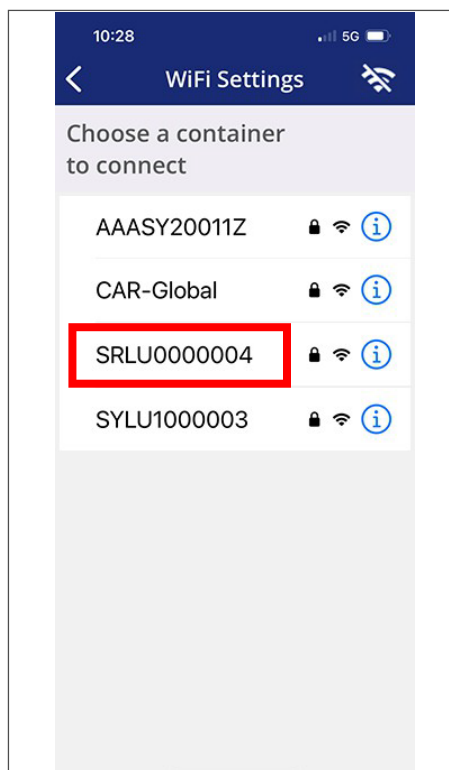 10:28
5G
WiFi Settings
Choose a container
to connect
AAASY20011Z
CAR-Global
SRLU0000004
SYLU1000003